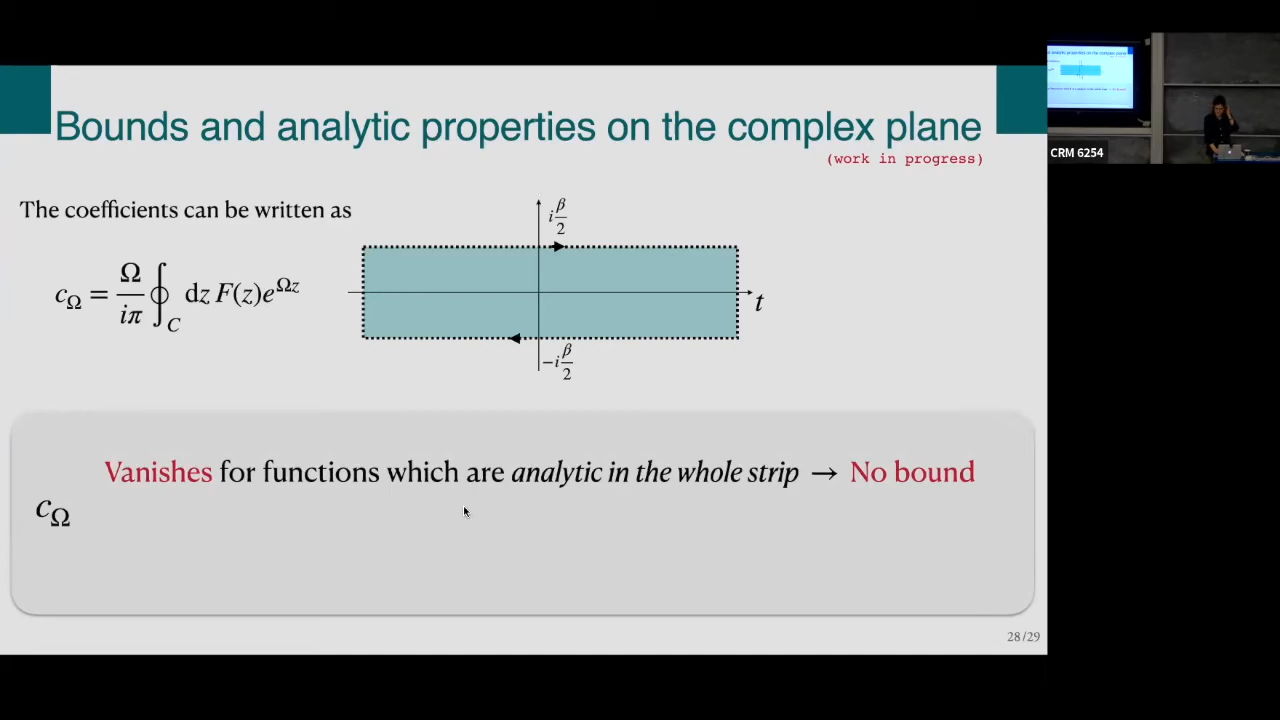 Bounds and analytic properties on the complex plane
(work in progress)
The coefficients can be written as
c_Ω = Ω/(iπ) ∮_C dz F(z)e^{Ωz}
iβ/2
t
−iβ/2
Vanishes for functions which are analytic in the whole strip → No bound
c_Ω
28/29
CRM 6254